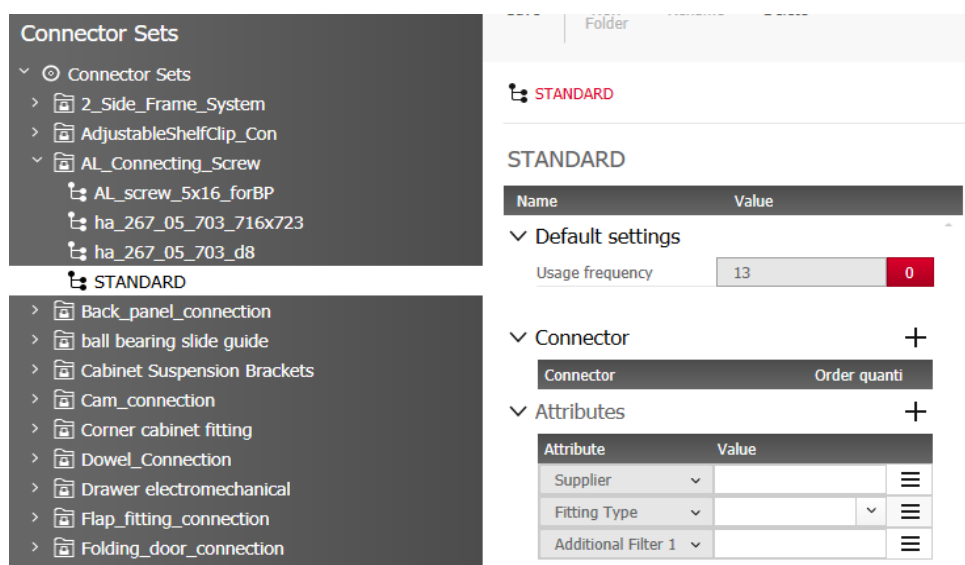 Connector Sets
Connector Sets
2_Side_Frame_System
AdjustableShelfClip_Con
AL_Connecting_Screw
AL_screw_5x16_forBP
ha_267_05_703_716x723
ha_267_05_703_d8
STANDARD
Back_panel_connection
ball bearing slide guide
Cabinet Suspension Brackets
Cam_connection
Corner cabinet fitting
Dowel_Connection
Drawer electromechanical
Flap_fitting_connection
Folding_door_connection
Folder
STANDARD
STANDARD
Name Value
Default settings
Usage frequency 13 0
Connector
Connector Order quanti
Attributes
Attribute Value
Supplier
Fitting Type
Additional Filter 1